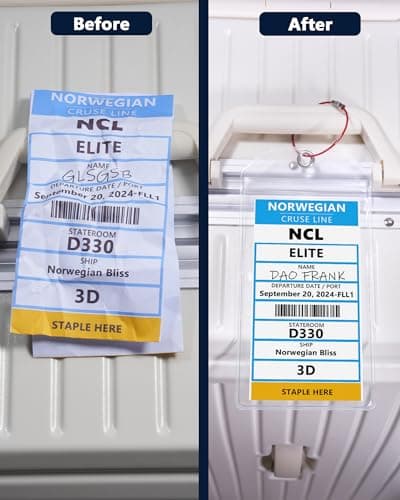 Before
NORWEGIAN
CRUISE LINE
NCL
ELITE
NAME
GLSGSB
DEPARTURE DATE / PORT
September 20, 2024-FLL1
STATEROOM
D330
SHIP
Norwegian Bliss
3D
STAPLE HERE
After
NORWEGIAN
CRUISE LINE
NCL
ELITE
NAME
DAO FRANK
DEPARTURE DATE / PORT
September 20, 2024-FLL1
STATEROOM
D330
SHIP
Norwegian Bliss
3D
STAPLE HERE